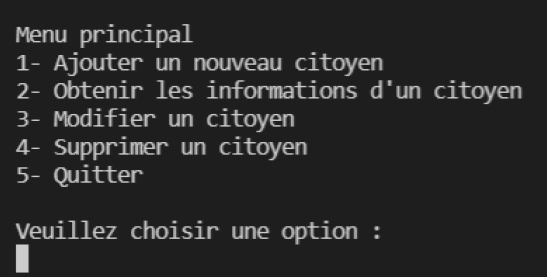 Menu principal
1- Ajouter un nouveau citoyen
2- Obtenir les informations d'un citoyen
3- Modifier un citoyen
4- Supprimer un citoyen
5- Quitter
Veuillez choisir une option :